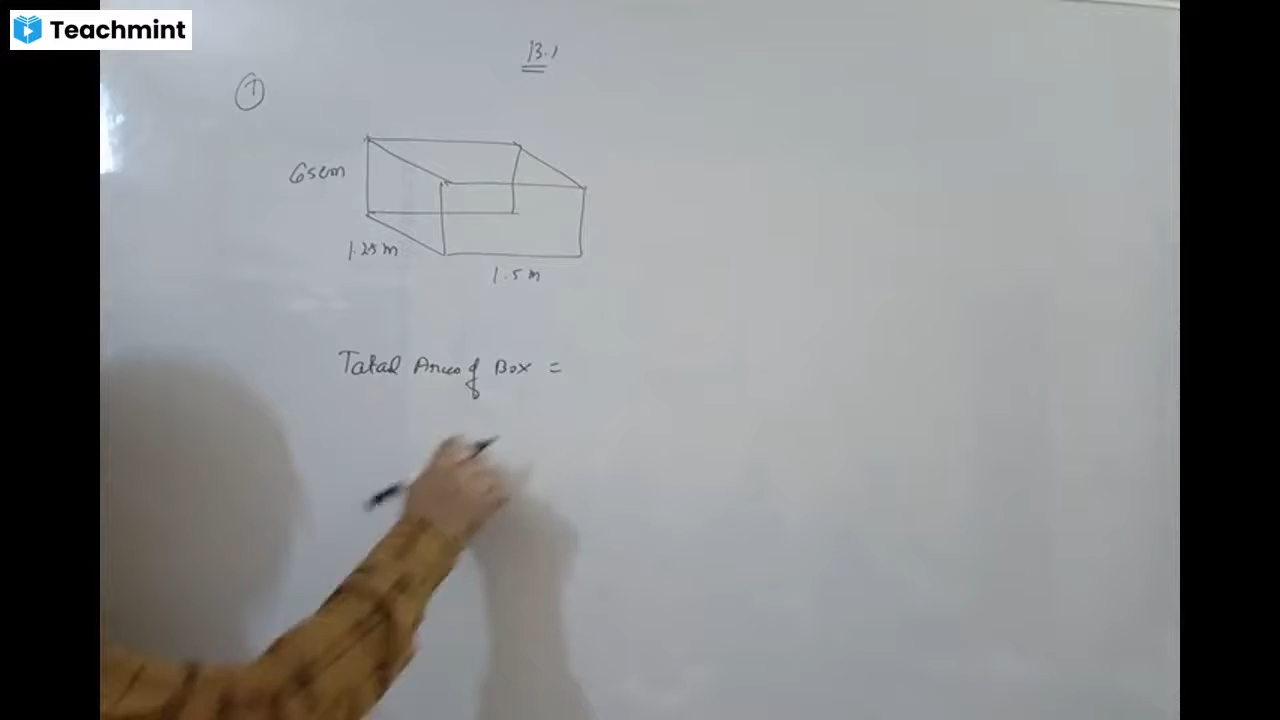 Teachmint
13.1
1
65cm
1.25 m
1.5 m
Total Area of Box =